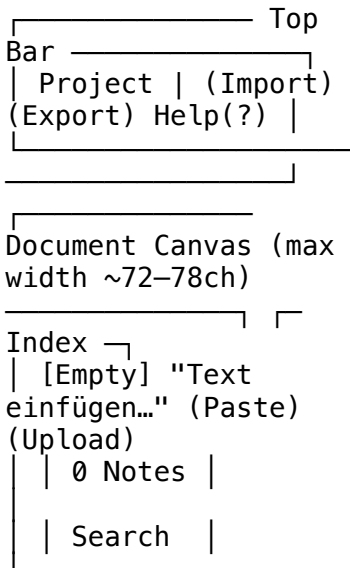 ┌────────────── Top
Bar ──────────────┐
│ Project | (Import)
(Export) Help(?) │
└────────────────────
─────────────────┘
┌──────────────
Document Canvas (max
width ~72–78ch)
──────────────┐ ┌─
Index ─┐
│ [Empty] "Text
einfügen…" (Paste)
(Upload)
│ │ 0 Notes │
│
│ │ Search │
│